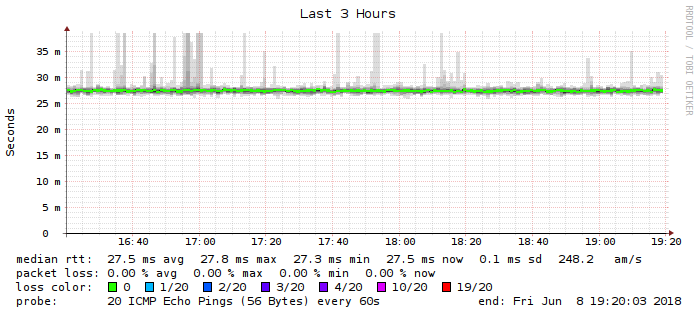 Last 3 Hours
RRDTOOL / TOBI OETIKER
Seconds
35 m
30 m
25 m
20 m
15 m
10 m
5 m
0
16:40 17:00 17:20 17:40 18:00 18:20 18:40 19:00 19:20
median rtt: 27.5 ms avg 27.8 ms max 27.3 ms min 27.5 ms now 0.1 ms sd 248.2 am/s
packet loss: 0.00 % avg 0.00 % max 0.00 % min 0.00 % now
loss color: 0 1/20 2/20 3/20 4/20 10/20 19/20
probe: 20 ICMP Echo Pings (56 Bytes) every 60s end: Fri Jun 8 19:20:03 2018